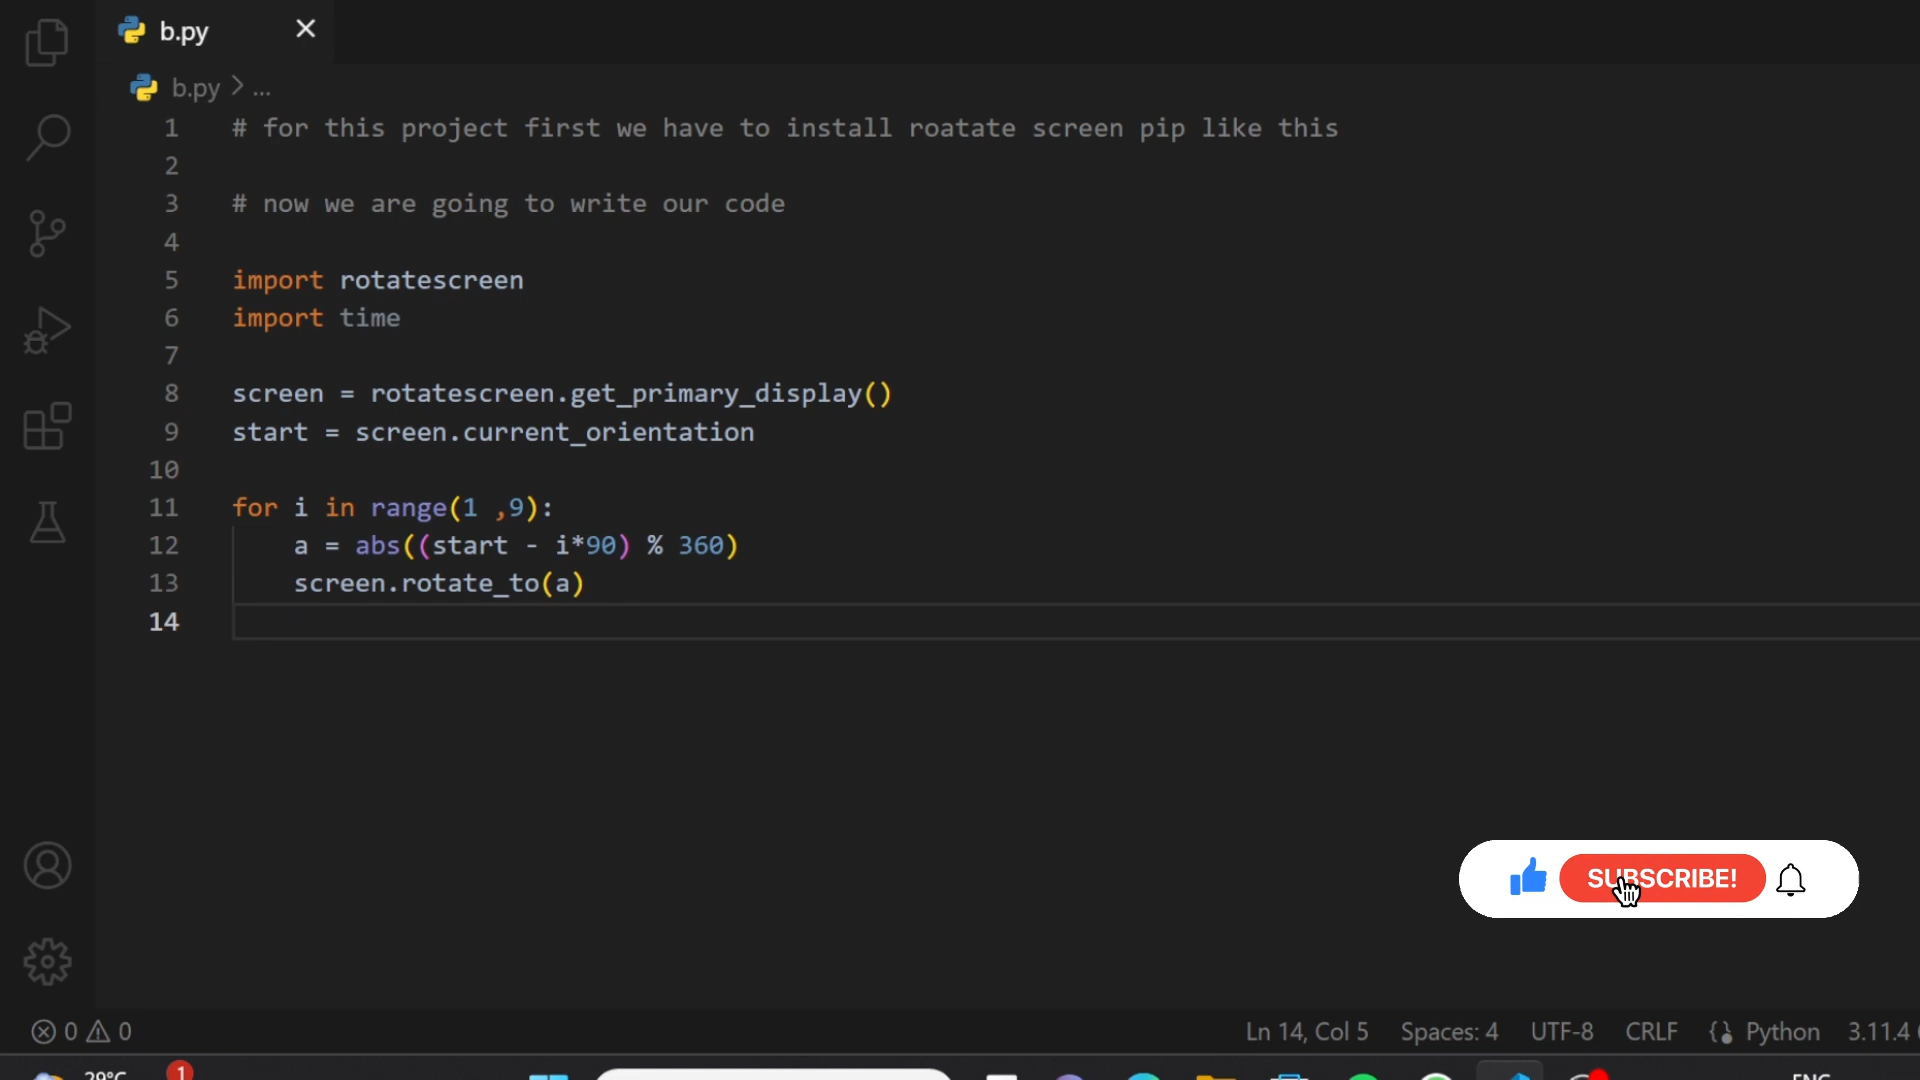 b.py
b.py > ...
1 # for this project first we have to install roatate screen pip like this
2
3 # now we are going to write our code
4
5 import rotatescreen
6 import time
7
8 screen = rotatescreen.get_primary_display()
9 start = screen.current_orientation
10
11 for i in range(1 ,9):
12     a = abs((start - i*90) % 360)
13     screen.rotate_to(a)
14
SUBSCRIBE!
0 0 Ln 14, Col 5 Spaces: 4 UTF-8 CRLF {} Python 3.11.4
29°C 1 ENG